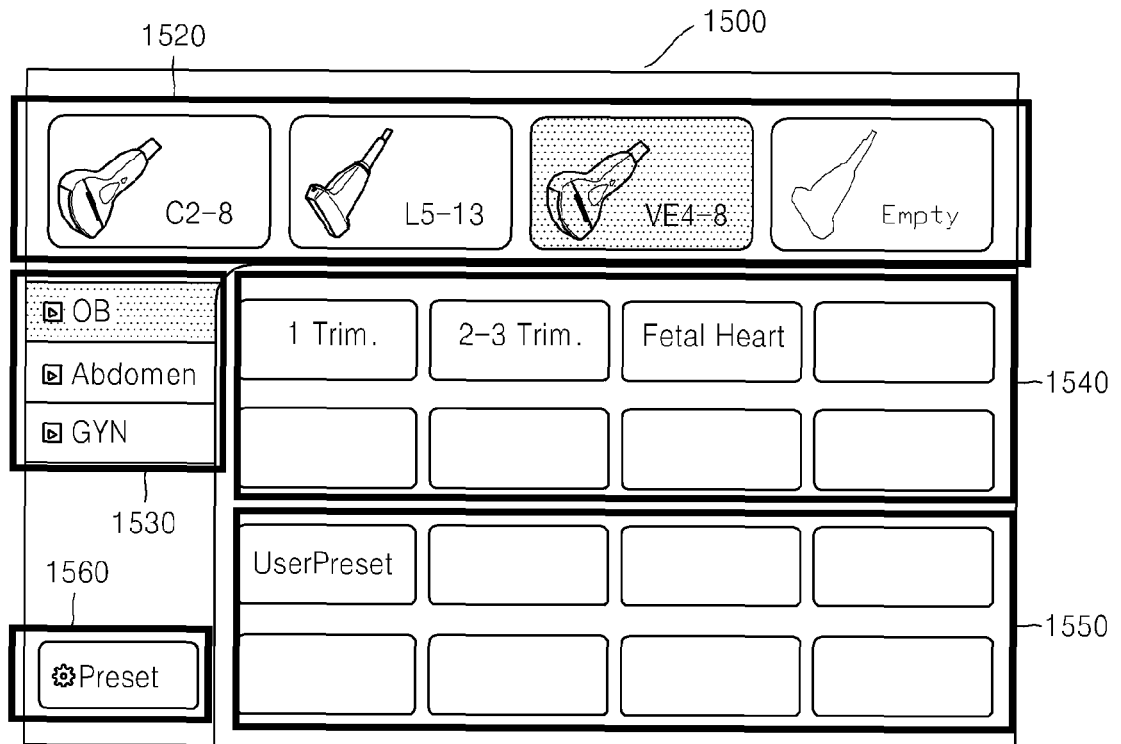 1500
1520
C2-8
L5-13
VE4-8
Empty
OB
Abdomen
GYN
1 Trim.
2-3 Trim.
Fetal Heart
1540
1530
UserPreset
1560
1550
Preset